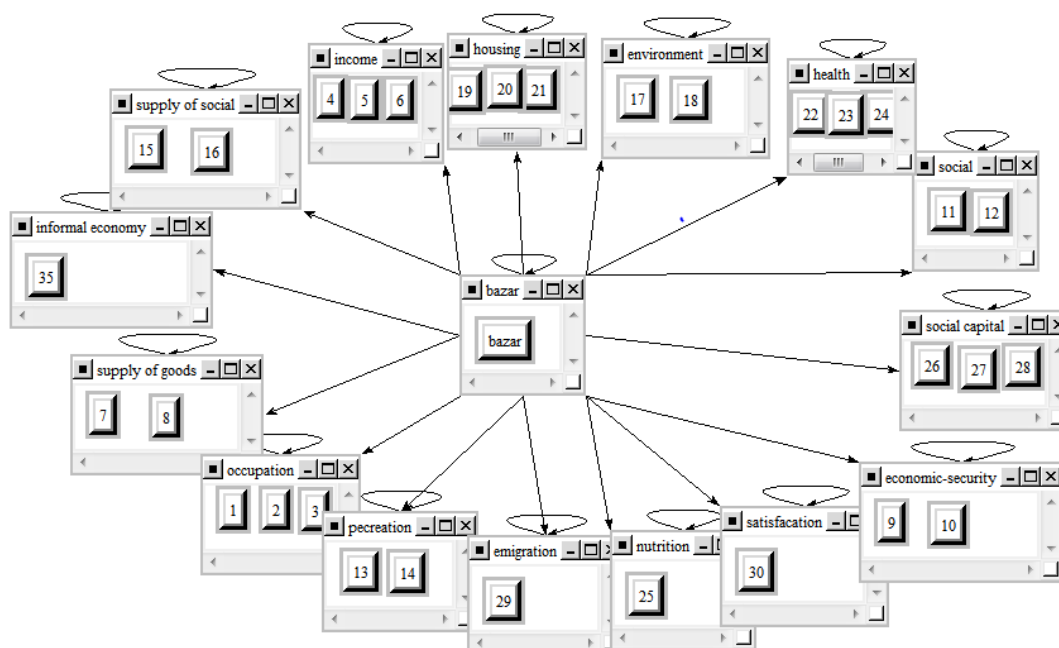 income
4 5 6
housing
19 20 21
environment
17 18
health
22 23 24
supply of social
15 16
social
11 12
informal economy
35
bazar
bazar
social capital
26 27 28
supply of goods
7 8
occupation
1 2 3
pecreation
13 14
emigration
29
nutrition
25
satisfacation
30
economic-security
9 10